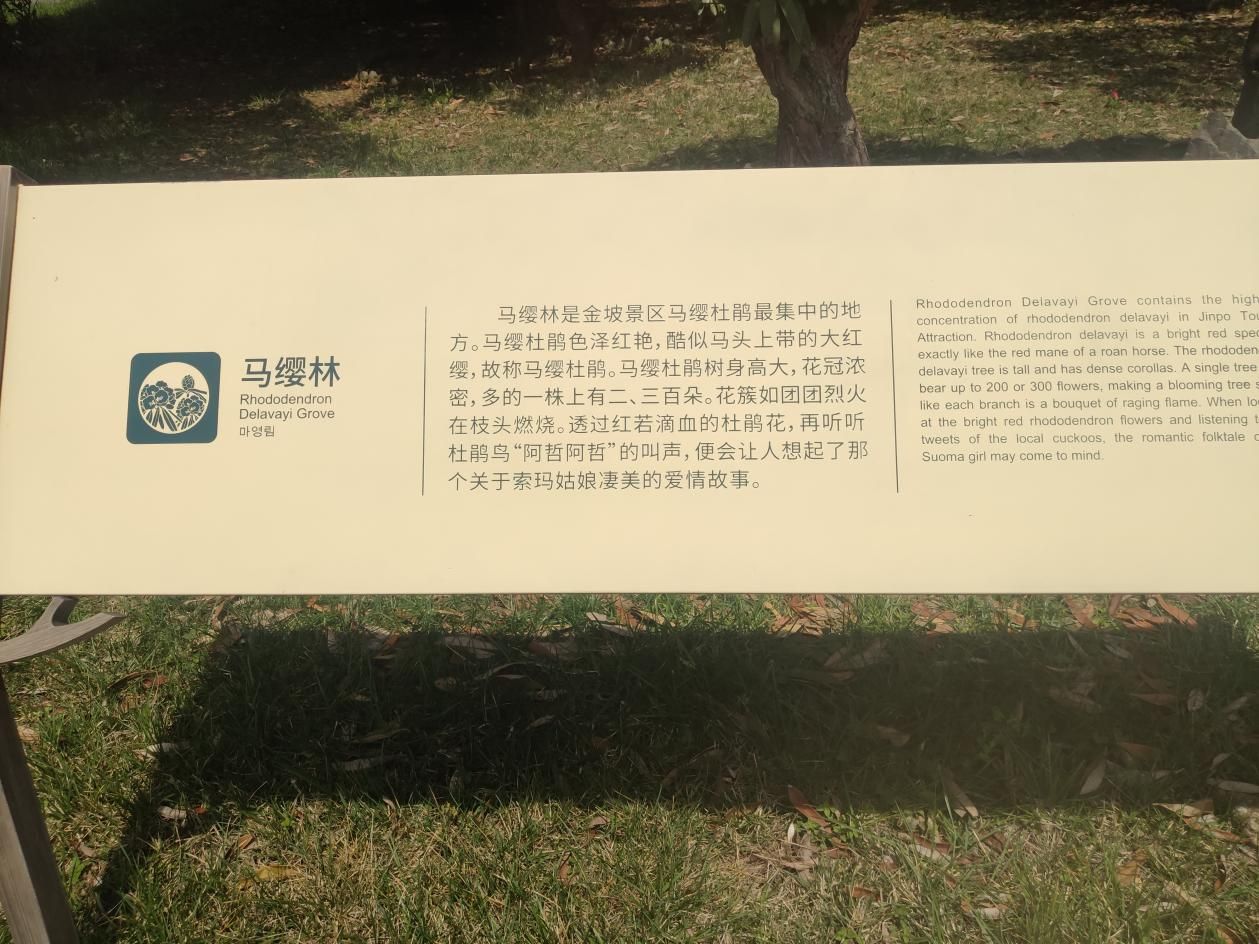 马缨林
Rhododendron
Delavayi Grove
마영림
马缨林是金坡景区马缨杜鹃最集中的地
方。马缨杜鹃色泽红艳，酷似马头上带的大红
缨，故称马缨杜鹃。马缨杜鹃树身高大，花冠浓
密，多的一株上有二、三百朵。花簇如团团烈火
在枝头燃烧。透过红若滴血的杜鹃花，再听听
杜鹃鸟“阿哲阿哲”的叫声，便会让人想起了那
个关于索玛姑娘凄美的爱情故事。
Rhododendron Delavayi Grove contains the
concentration of rhododendron delavayi in Jinpo
Attraction. Rhododendron delavayi is a bright red
exactly like the red mane of a roan horse. The
delavayi tree is tall and has dense corollas. A single tree
bear up to 200 or 300 flowers, making a blooming tree
like each branch is a bouquet of raging flame. When
at the bright red rhododendron flowers and listening
tweets of the local cuckoos, the romantic folktale
Suoma girl may come to mind.